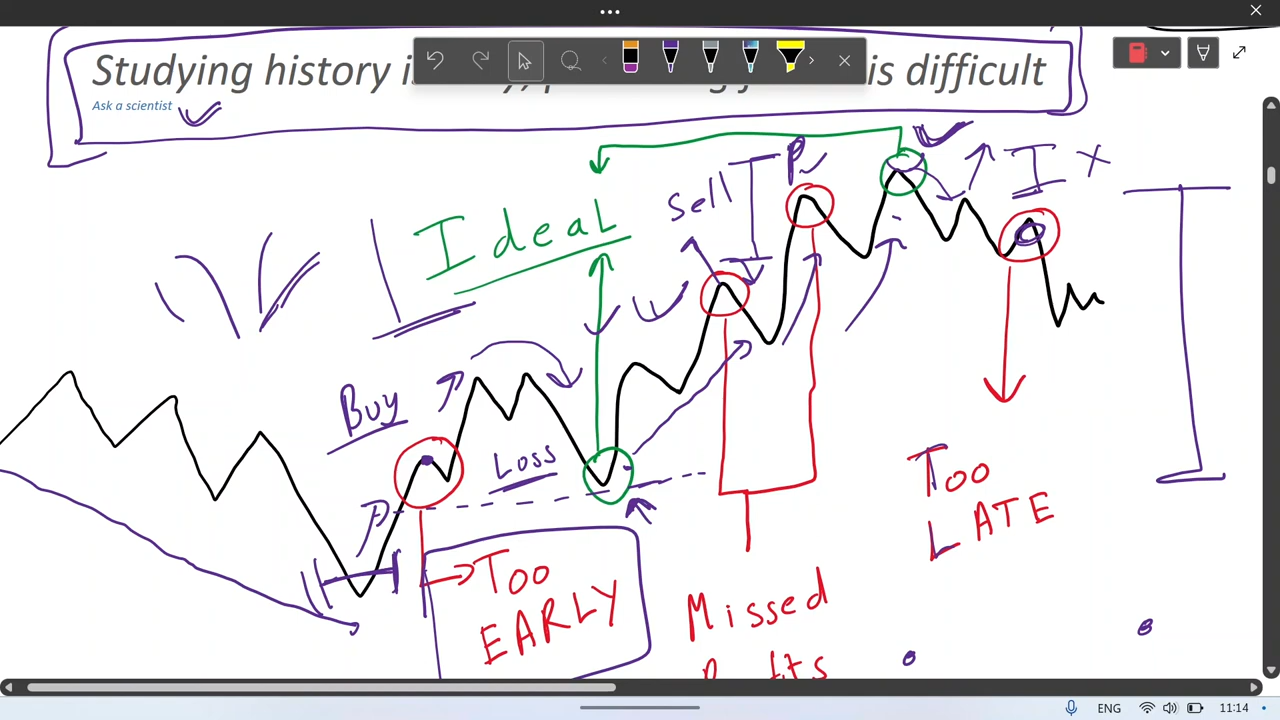 Studying history i is difficult
Ask a scientist
P
I +
Sell
Ideal
Buy
Loss
Too
LATE
Too
EARLY
Missed
ENG
11:14